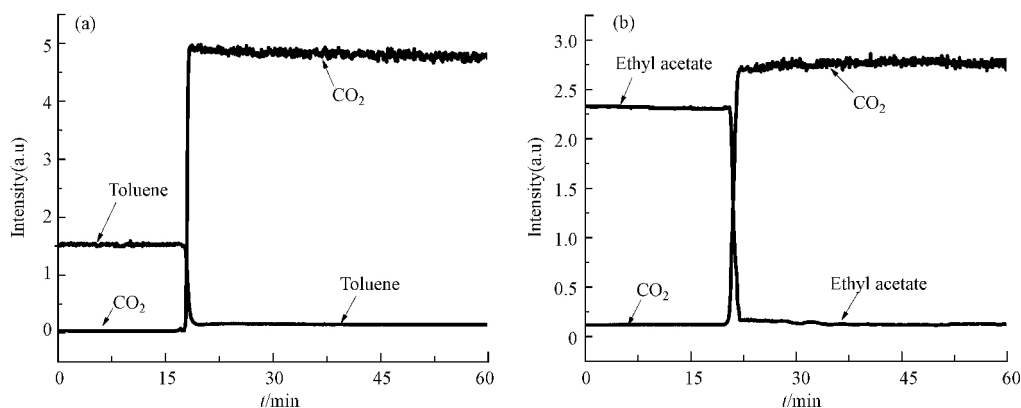 (a)
5
4
3
2
1
0
Intensity(a.u)
CO2
Toluene
CO2
Toluene
0
15
30
45
60
t/min
(b)
3.0
2.5
2.0
1.5
1.0
0.5
0
Intensity(a.u)
Ethyl acetate
CO2
CO2
Ethyl acetate
0
15
30
45
60
t/min